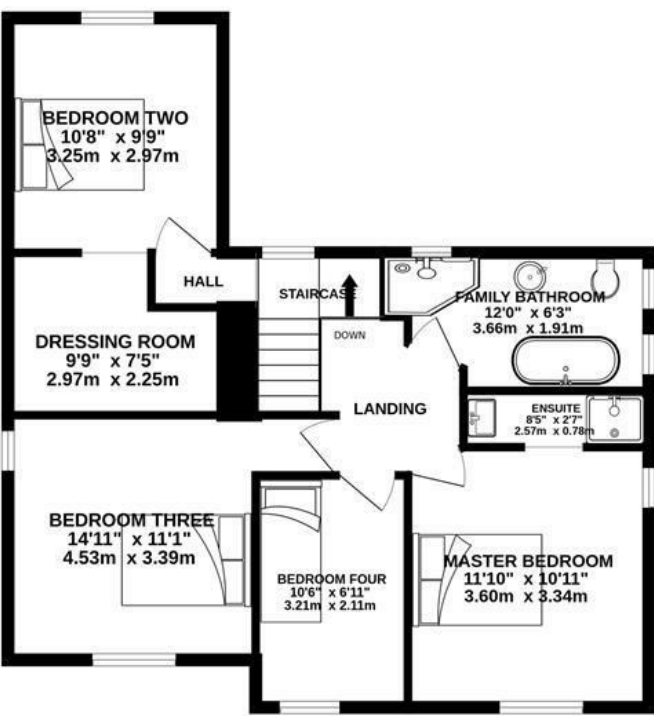 BEDROOM TWO
10'8" x 9'9"
3.25m x 2.97m
HALL
STAIRCASE
FAMILY BATHROOM
12'0" x 6'3"
3.66m x 1.91m
DOWN
DRESSING ROOM
9'9" x 7'5"
2.97m x 2.25m
LANDING
ENSUITE
8'5" x 2'7"
2.57m x 0.78m
BEDROOM THREE
14'11" x 11'1"
4.53m x 3.39m
BEDROOM FOUR
10'6" x 6'11"
3.21m x 2.11m
MASTER BEDROOM
11'10" x 10'11"
3.60m x 3.34m